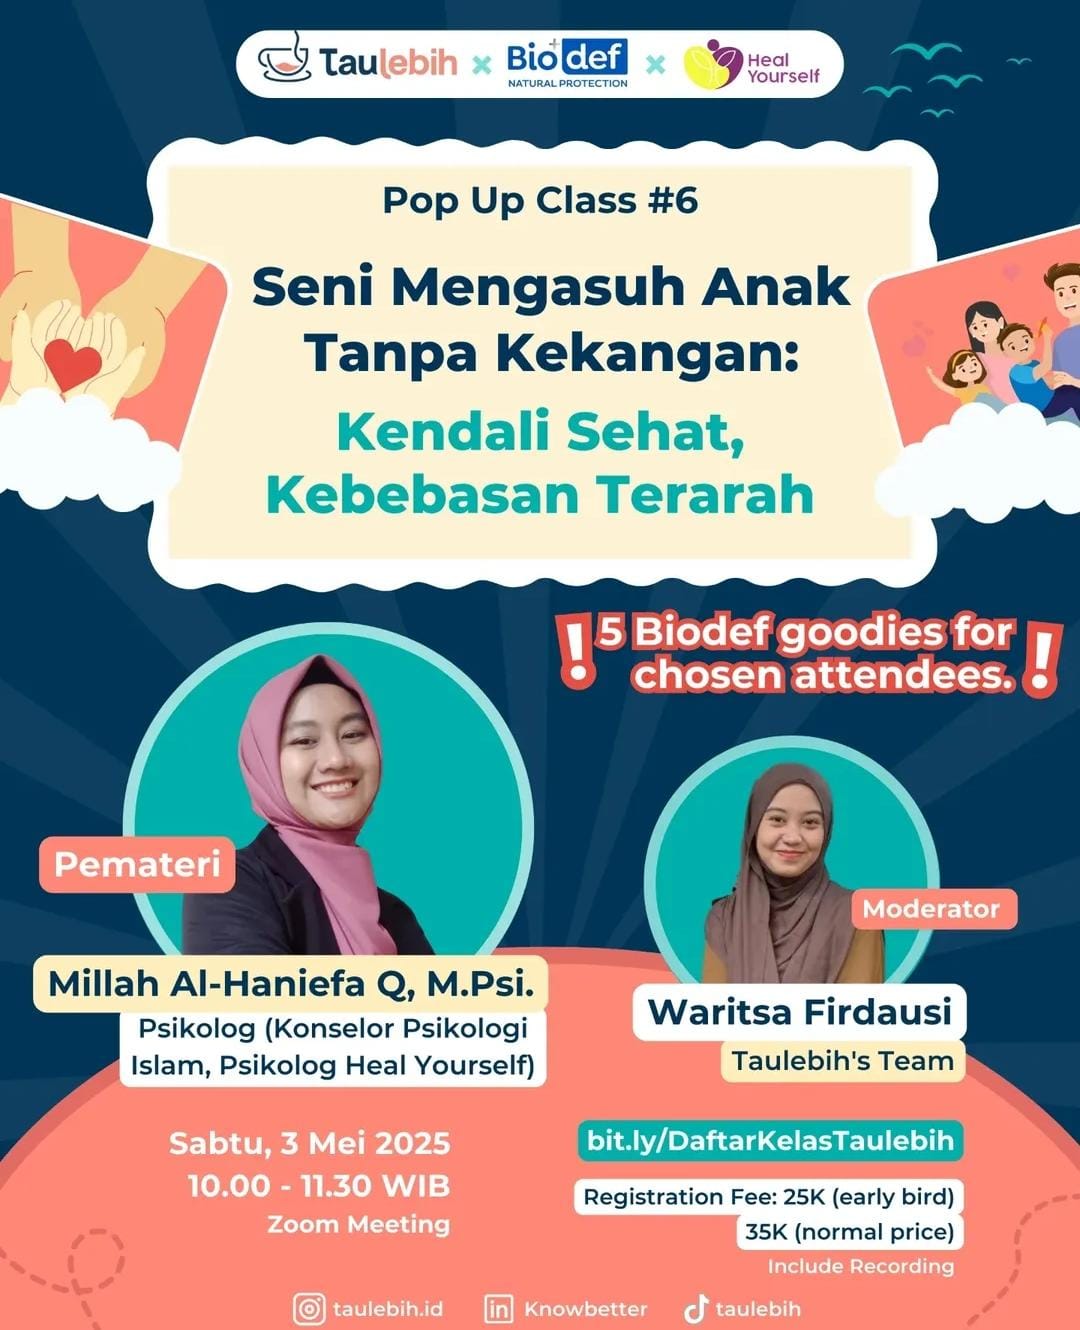 Taulebih x Biodef x Heal
NATURAL PROTECTION Yourself
Pop Up Class #6
Seni Mengasuh Anak
Tanpa Kekangan:
Kendali Sehat,
Kebebasan Terarah
! 5 Biodef goodies for !
chosen attendees.
Pemateri
Millah Al-Haniefa Q, M.Psi.
Psikolog (Konselor Psikologi
Islam, Psikolog Heal Yourself)
Moderator
Waritsa Firdausi
Taulebih's Team
Sabtu, 3 Mei 2025
10.00 - 11.30 WIB
Zoom Meeting
bit.ly/DaftarKelasTaulebih
Registration Fee: 25K (early bird)
35K (normal price)
Include Recording
taulebih.id Knowbetter taulebih